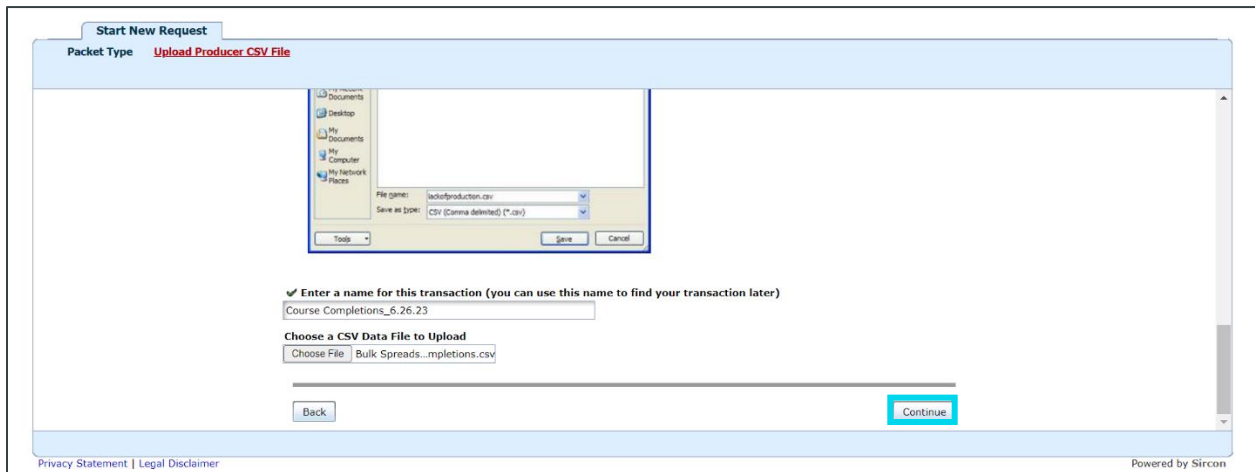 Start New Request
Packet Type Upload Producer CSV File
Documents
Desktop
My Documents
My Computer
My Network Places
File name: lackofproduction.csv
Save as type: CSV (Comma delimited) (*.csv)
Tools Save Cancel
Enter a name for this transaction (you can use this name to find your transaction later)
Course Completions_6.26.23
Choose a CSV Data File to Upload
Choose File Bulk Spreads...mpletions.csv
Back Continue
Privacy Statement | Legal Disclaimer Powered by Sircon